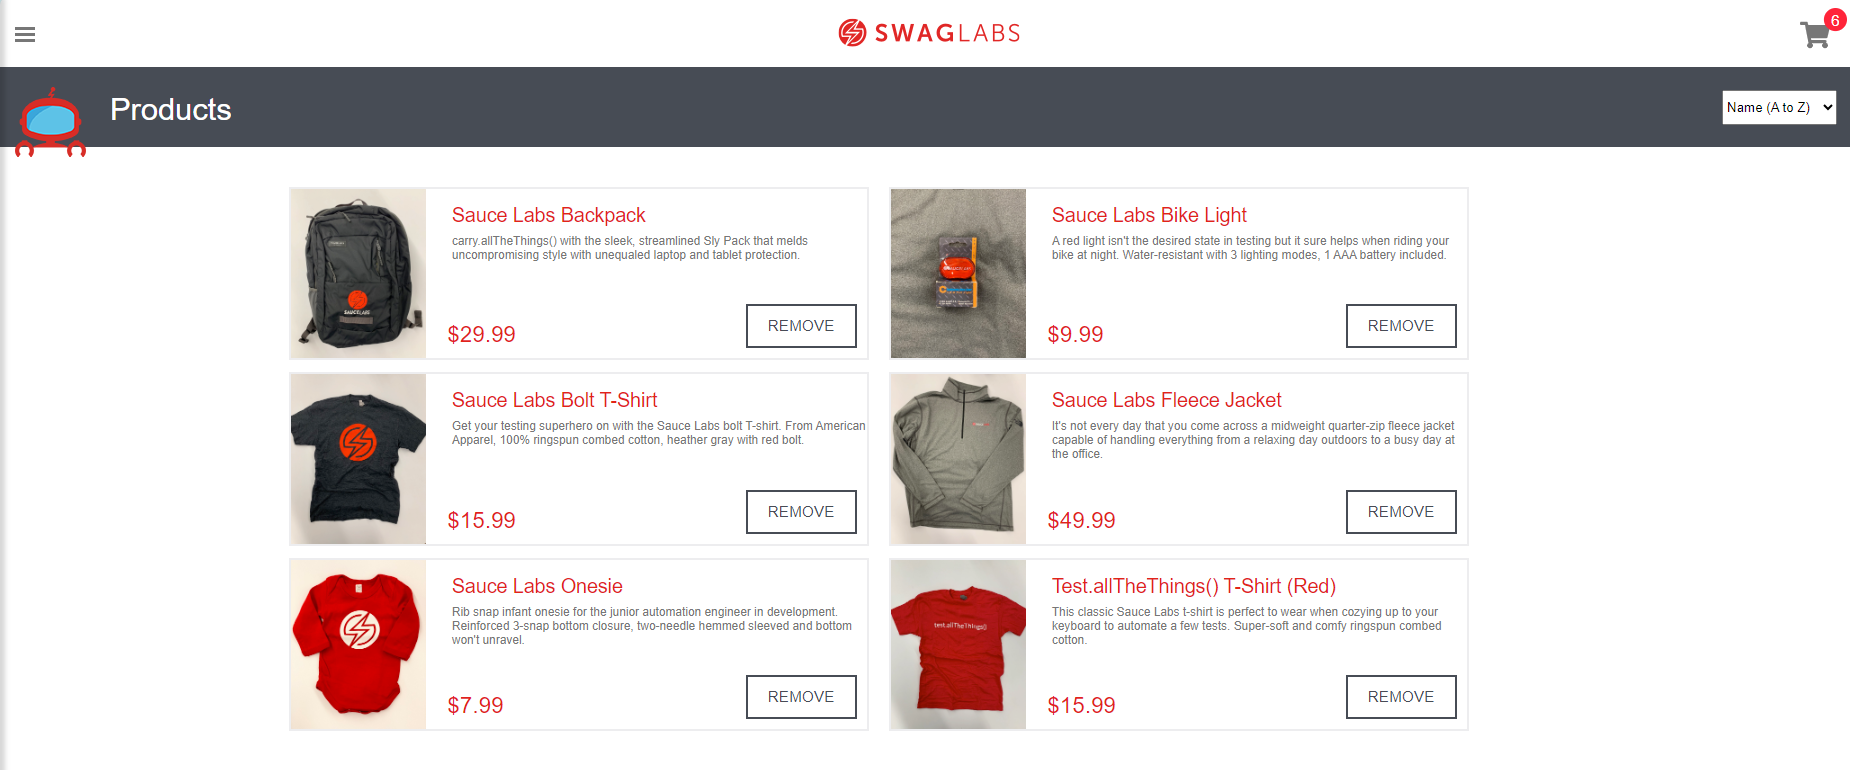 SWAGLABS
6
Products
Name (A to Z)
Sauce Labs Backpack
carry.allTheThings() with the sleek, streamlined Sly Pack that melds
uncompromising style with unequaled laptop and tablet protection.
SAUCELABS
$29.99
REMOVE
Sauce Labs Bike Light
A red light isn't the desired state in testing but it sure helps when riding your
bike at night. Water-resistant with 3 lighting modes, 1 AAA battery included.
$9.99
REMOVE
Sauce Labs Bolt T-Shirt
Get your testing superhero on with the Sauce Labs bolt T-shirt. From American
Apparel, 100% ringspun combed cotton, heather gray with red bolt.
$15.99
REMOVE
Sauce Labs Fleece Jacket
It's not every day that you come across a midweight quarter-zip fleece jacket
capable of handling everything from a relaxing day outdoors to a busy day at
the office.
$49.99
REMOVE
Sauce Labs Onesie
Rib snap infant onesie for the junior automation engineer in development.
Reinforced 3-snap bottom closure, two-needle hemmed sleeved and bottom
won't unravel.
$7.99
REMOVE
test.allTheThings()
Test.allTheThings() T-Shirt (Red)
This classic Sauce Labs t-shirt is perfect to wear when cozying up to your
keyboard to automate a few tests. Super-soft and comfy ringspun combed
cotton.
$15.99
REMOVE